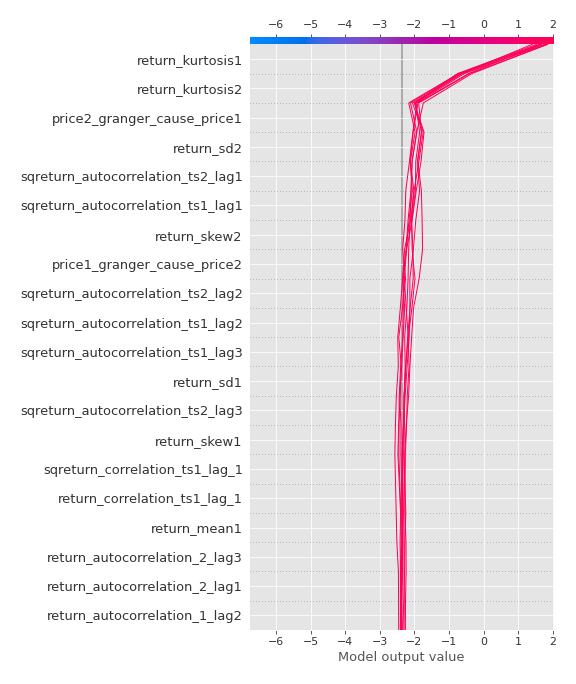 −6 −5 −4 −3 −2 −1 0 1 2
return_kurtosis1
return_kurtosis2
price2_granger_cause_price1
return_sd2
sqreturn_autocorrelation_ts2_lag1
sqreturn_autocorrelation_ts1_lag1
return_skew2
price1_granger_cause_price2
sqreturn_autocorrelation_ts2_lag2
sqreturn_autocorrelation_ts1_lag2
sqreturn_autocorrelation_ts1_lag3
return_sd1
sqreturn_autocorrelation_ts2_lag3
return_skew1
sqreturn_correlation_ts1_lag_1
return_correlation_ts1_lag_1
return_mean1
return_autocorrelation_2_lag3
return_autocorrelation_2_lag1
return_autocorrelation_1_lag2
−6 −5 −4 −3 −2 −1 0 1 2
Model output value